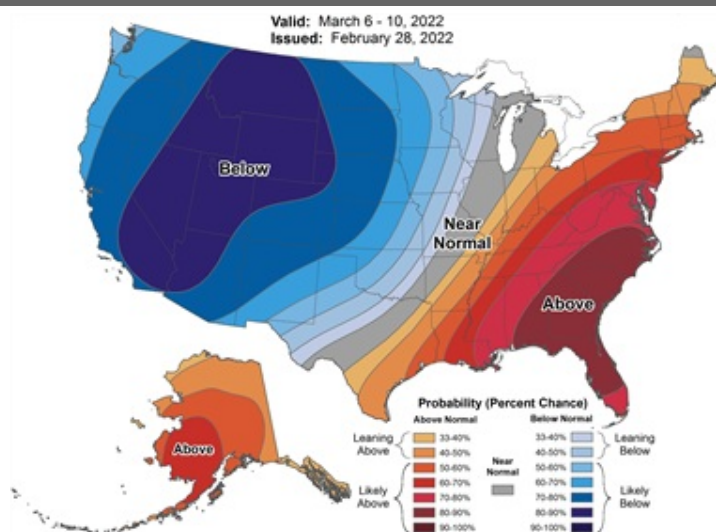 Valid: March 6 - 10, 2022
Issued: February 28, 2022
Below
Near
Normal
Above
Above
Probability (Percent Chance)
Above Normal
Below Normal
Leaning
Above
33-40%
40-50%
50-60%
60-70%
70-80%
80-90%
90-100%
Likely
Above
Near
Normal
33-40%
40-50%
50-60%
60-70%
70-80%
80-90%
90-100%
Leaning
Below
Likely
Below